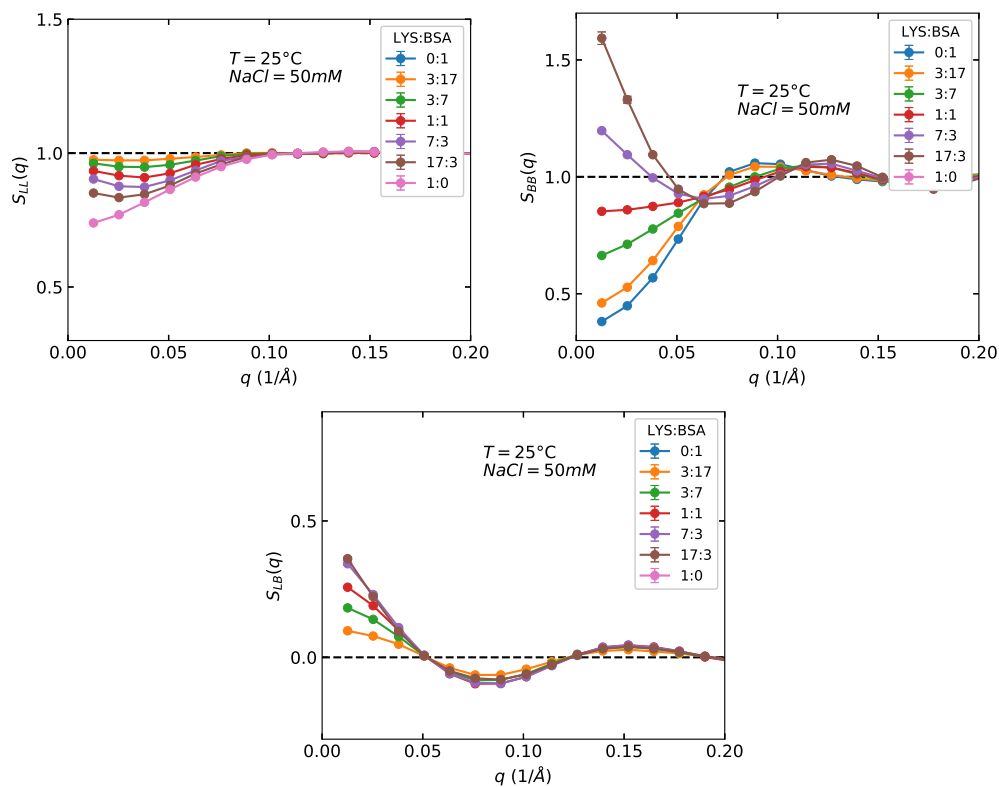 1.5
1.0
0.5
S_LL(q)
0.00
0.05
0.10
0.15
0.20
q (1/Å)
T = 25°C
NaCl = 50mM
LYS:BSA
0:1
3:17
3:7
1:1
7:3
17:3
1:0
1.5
1.0
0.5
S_BB(q)
0.00
0.05
0.10
0.15
0.20
q (1/Å)
T = 25°C
NaCl = 50mM
LYS:BSA
0:1
3:17
3:7
1:1
7:3
17:3
1:0
0.5
0.0
S_LB(q)
0.00
0.05
0.10
0.15
0.20
q (1/Å)
T = 25°C
NaCl = 50mM
LYS:BSA
0:1
3:17
3:7
1:1
7:3
17:3
1:0